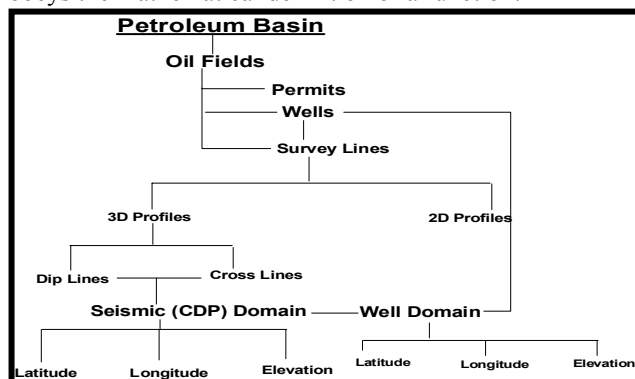 Petroleum Basin
Oil Fields
Permits
Wells
Survey Lines
3D Profiles
2D Profiles
Dip Lines
Cross Lines
Seismic (CDP) Domain
Well Domain
Latitude
Longitude
Elevation
Latitude
Longitude
Elevation